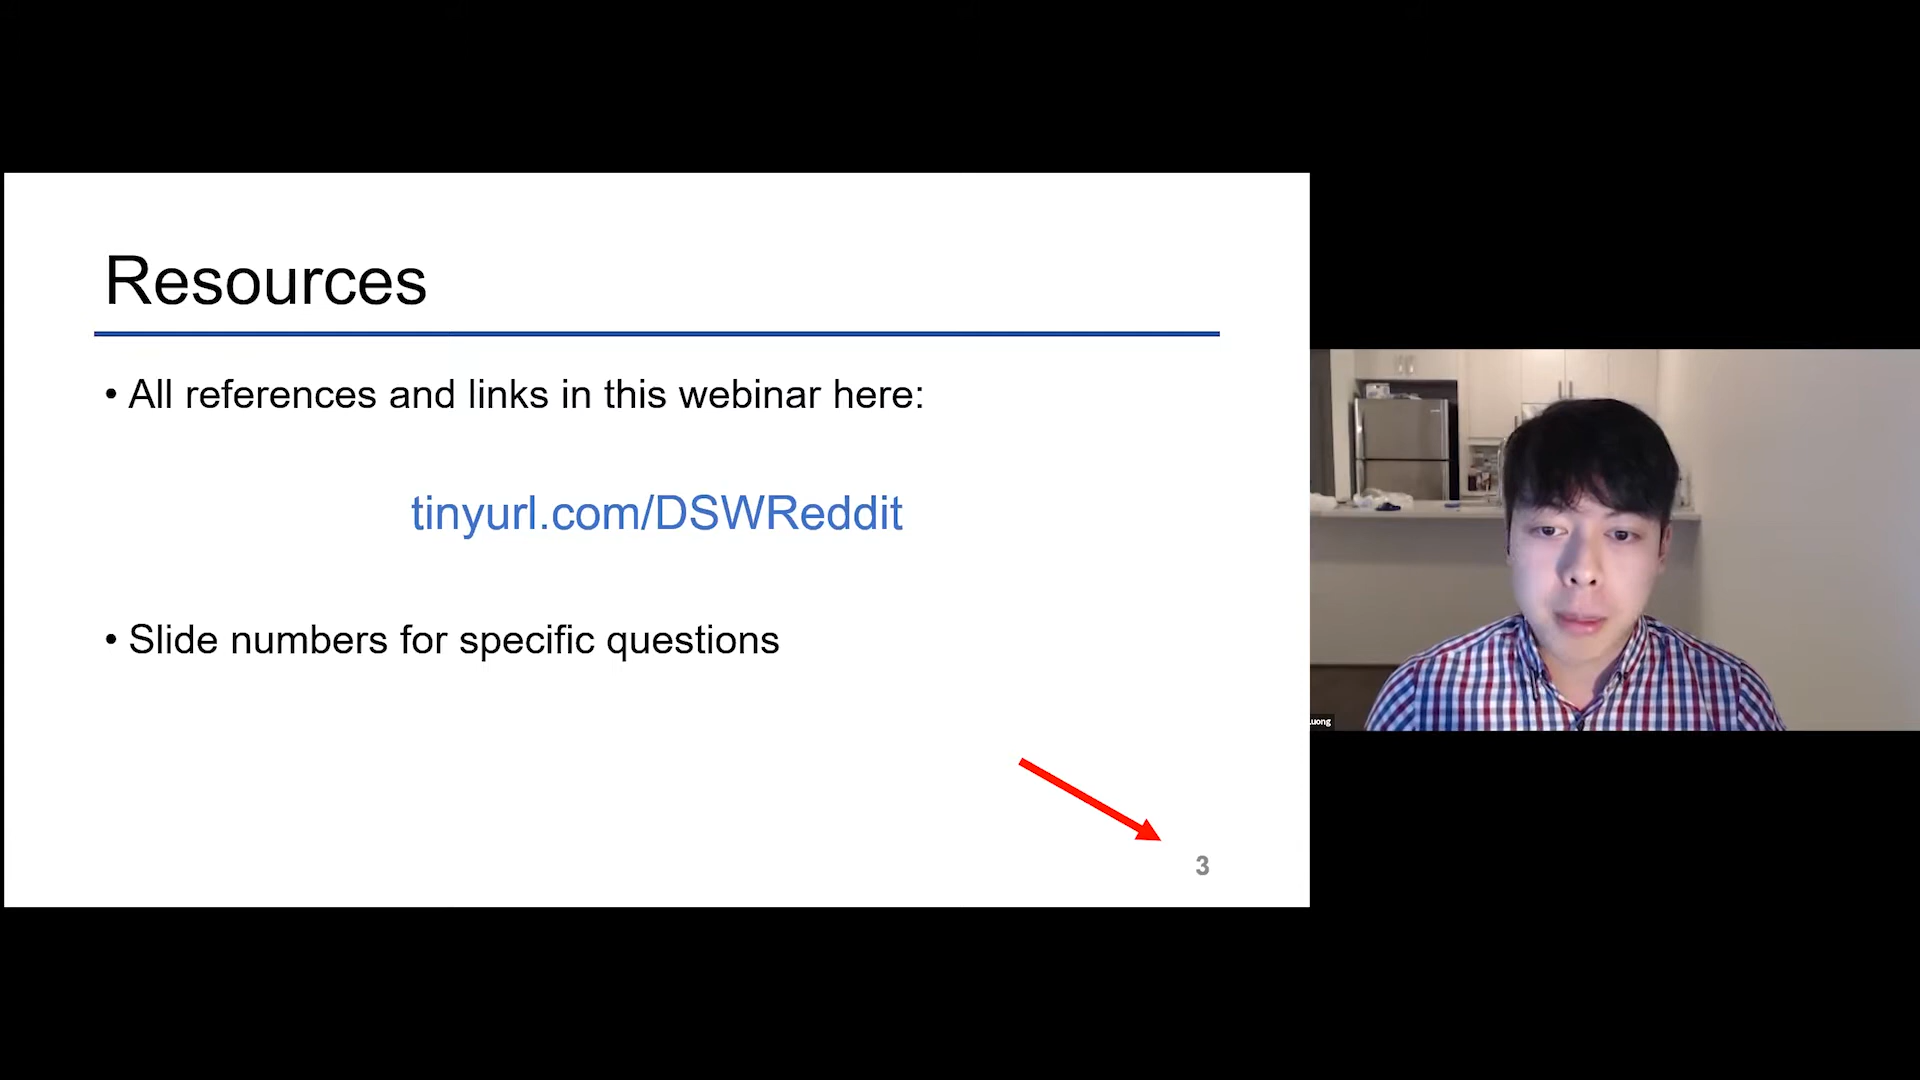 Resources
• All references and links in this webinar here:
tinyurl.com/DSWReddit
• Slide numbers for specific questions
3